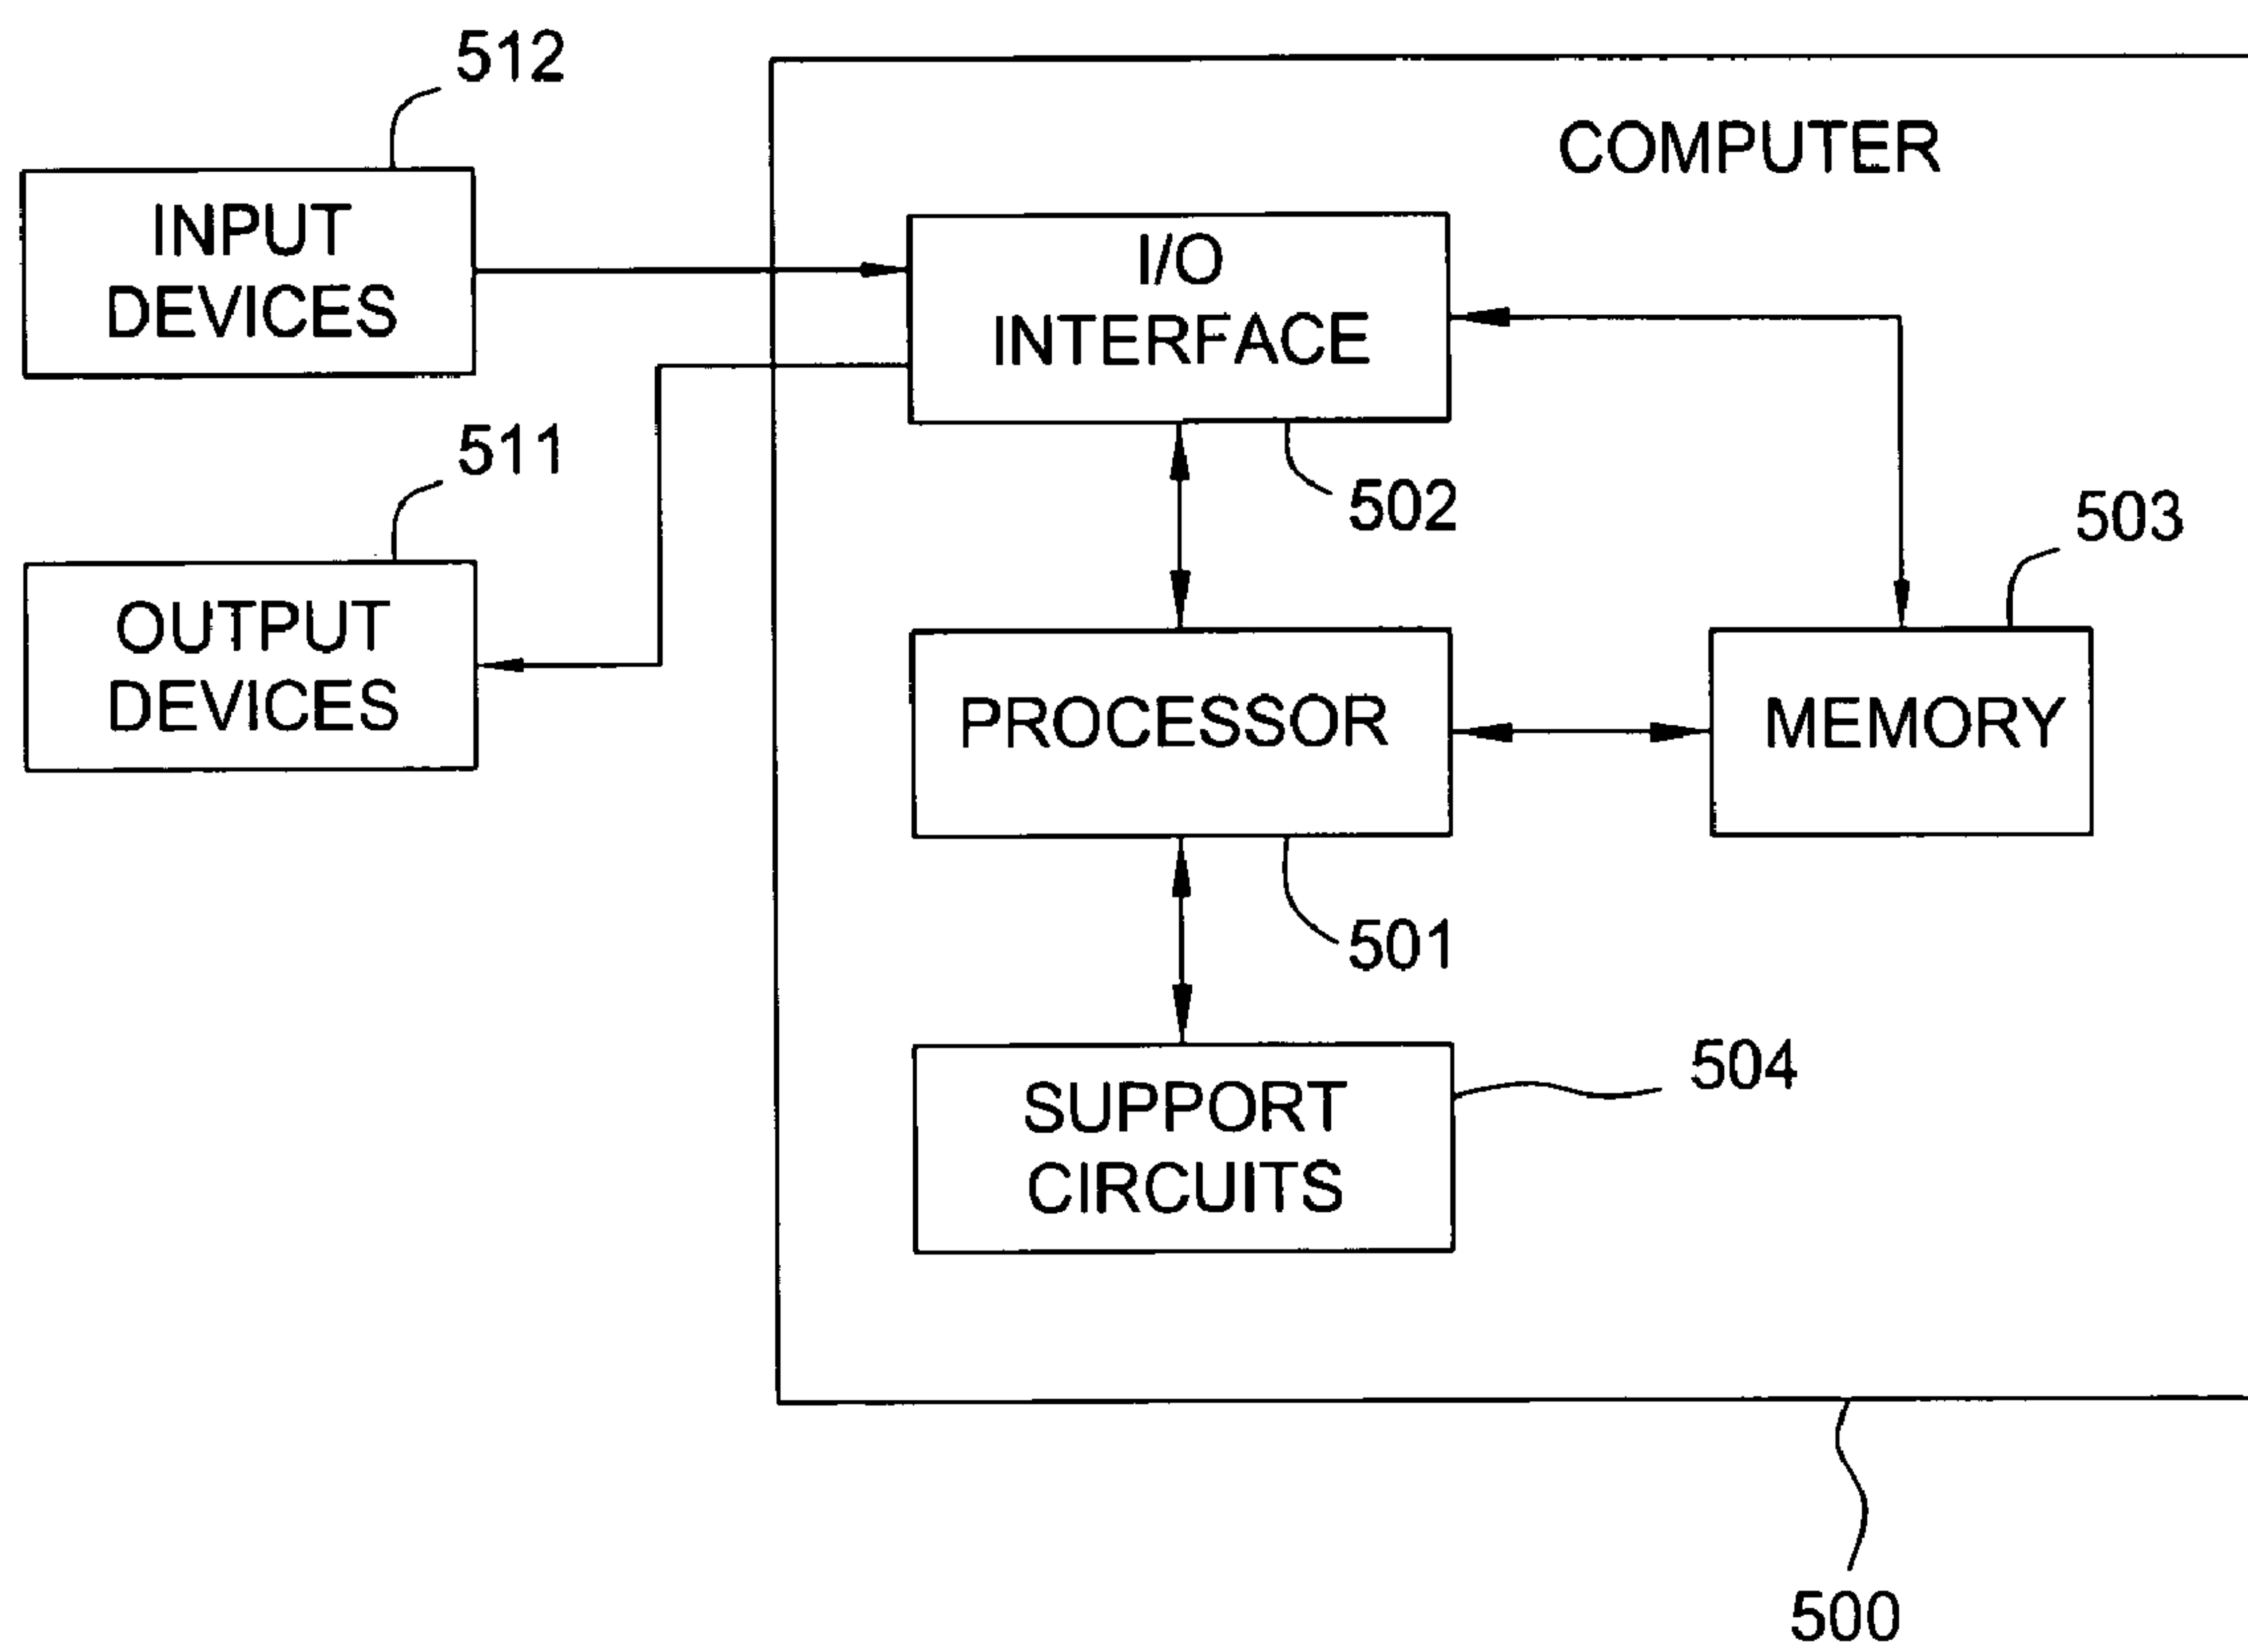 512
COMPUTER
INPUT
DEVICES
I/O
INTERFACE
511
502
503
OUTPUT
DEVICES
PROCESSOR
MEMORY
501
504
SUPPORT
CIRCUITS
500